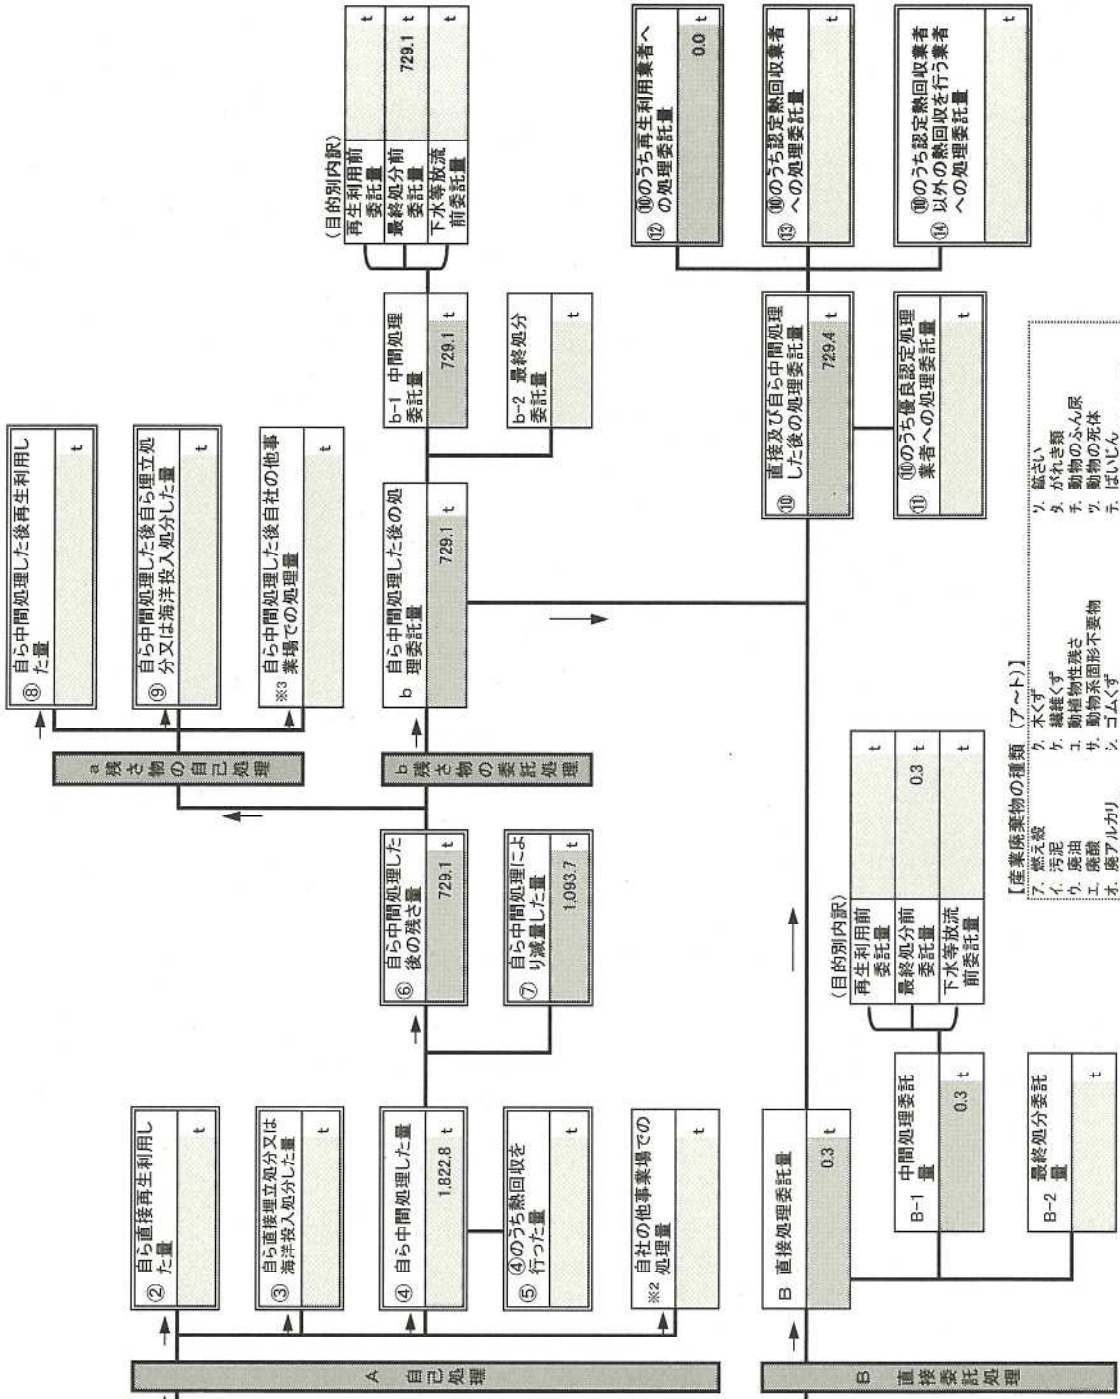 A
自己処理
② 自ら直接再生利用し
た量
t
③ 自ら直接埋立処分又は
海洋投入処分した量
t
④ 自ら中間処理した量
1,822.8 t
⑤ ④のうち熱回収を
行った量
t
※2 自社の他事業場での
処理量
t
⑥ 自ら中間処理した
後の残さ量
729.1 t
⑦ 自ら中間処理によ
り減量した量
1,093.7 t
a
残さ物の自己処理
⑧ 自ら中間処理した後再生利用し
た量
t
⑨ 自ら中間処理した後自ら埋立処
分又は海洋投入処分した量
t
※3 自ら中間処理した後自社の他事
業場での処理量
t
b
残さ物の委託処理
b 自ら中間処理した後の処
理委託量
729.1 t
b-1 中間処理
委託量
729.1 t
b-2 最終処分
委託量
t
(目的別内訳)
再生利用前
委託量
t
最終処分前
委託量
729.1 t
下水等放流
前委託量
t
B
直接委託処理
B 直接処理委託量
0.3 t
B-1 中間処理委託
量
0.3 t
B-2 最終処分委託
量
t
(目的別内訳)
再生利用前
委託量
t
最終処分前
委託量
0.3 t
下水等放流
前委託量
t
⑩ 直接及び自ら中間処理
した後の処理委託量
729.4 t
⑪ ⑩のうち優良認定処理
業者への処理委託量
t
⑫ ⑩のうち再生利用業者へ
の処理委託量
0.0 t
⑬ ⑩のうち認定熱回収業者
への処理委託量
t
⑭ ⑩のうち認定熱回収業者
以外の熱回収を行う業者
への処理委託量
t
【産業廃棄物の種類 (ア~ト)】
ア. 燃え殻
イ. 汚泥
ウ. 廃油
エ. 廃酸
オ. 廃アルカリ
ク. 木くず
ケ. 繊維くず
コ. 動植物性残さ
サ. 動物系固形不要物
シ. ゴムくず
ソ. 鉱さい
タ. がれき類
チ. 動物のふん尿
ツ. 動物の死体
テ. ばいじん